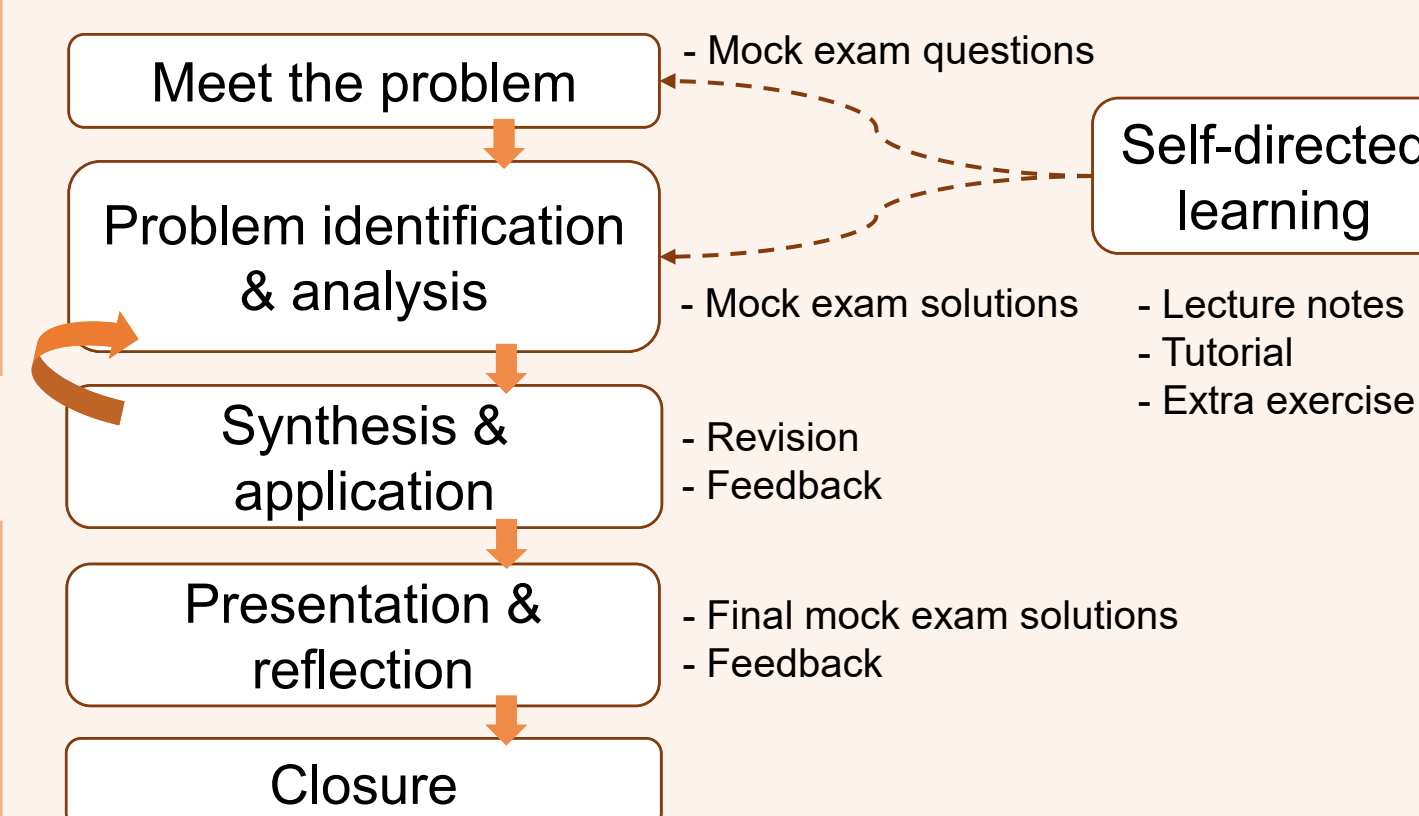 Meet the problem
- Mock exam questions
Problem identification
& analysis
- Mock exam solutions
Self-directed
learning
- Lecture notes
- Tutorial
- Extra exercise
Synthesis &
application
- Revision
- Feedback
Presentation &
reflection
- Final mock exam solutions
- Feedback
Closure